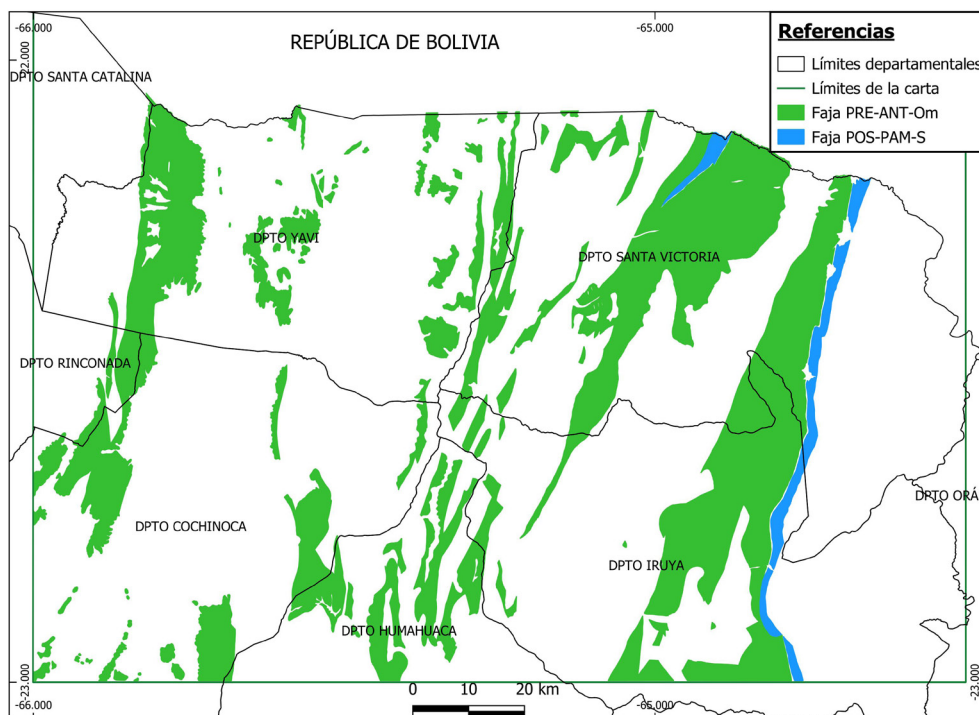 -66.000
-65.000
REPÚBLICA DE BOLIVIA
-22.000
DPTO SANTA CATALINA
Referencias
Límites departamentales
Límites de la carta
Faja PRE-ANT-Om
Faja POS-PAM-S
DPTO YAVI
DPTO SANTA VICTORIA
DPTO RINCONADA
DPTO ORÁ
DPTO COCHINOCA
DPTO IRUYA
DPTO HUMAHUACA
-23.000
-23.000
-66.000
0 10 20 km
-65.000